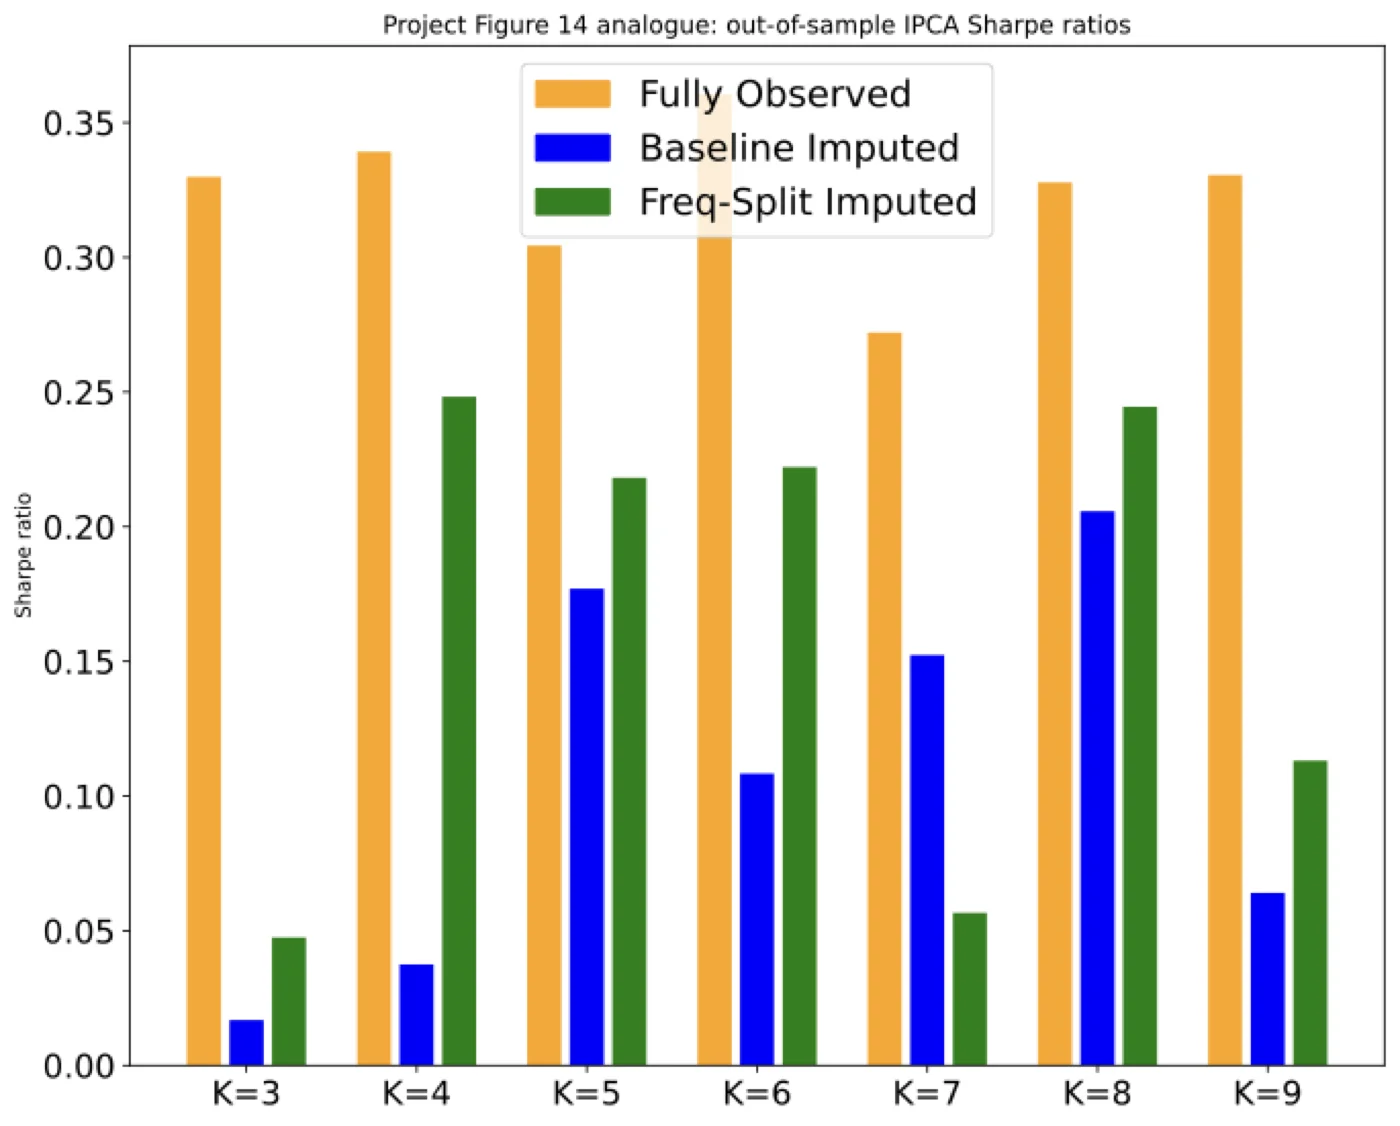 Project Figure 14 analogue: out-of-sample IPCA Sharpe ratios
Fully Observed
Baseline Imputed
Freq-Split Imputed
Sharpe ratio
0.35
0.30
0.25
0.20
0.15
0.10
0.05
0.00
K=3 K=4 K=5 K=6 K=7 K=8 K=9